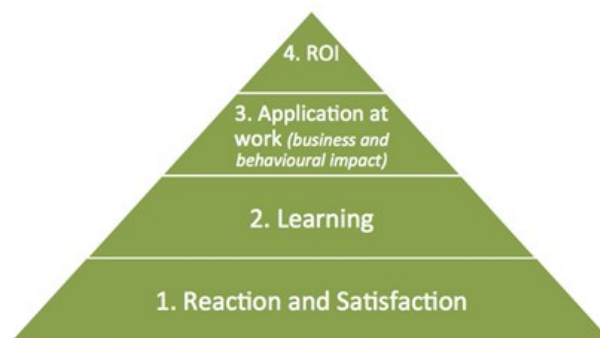 4. ROI
3. Application at
work (business and
behavioural impact)
2. Learning
1. Reaction and Satisfaction